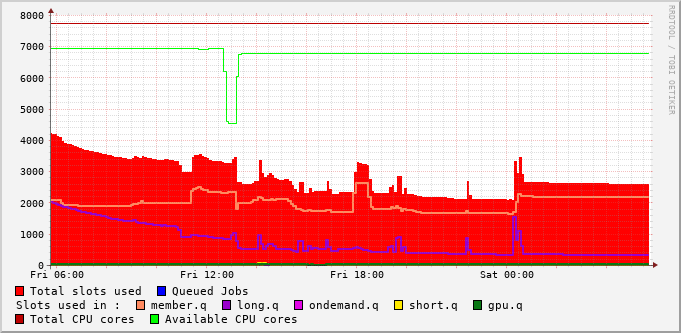 8000
7000
6000
5000
4000
3000
2000
1000
0
Fri 06:00 Fri 12:00 Fri 18:00 Sat 00:00
Total slots used Queued Jobs
Slots used in : member.q long.q ondemand.q short.q gpu.q
Total CPU cores Available CPU cores
RRDTOOL / TOBI OETIKER